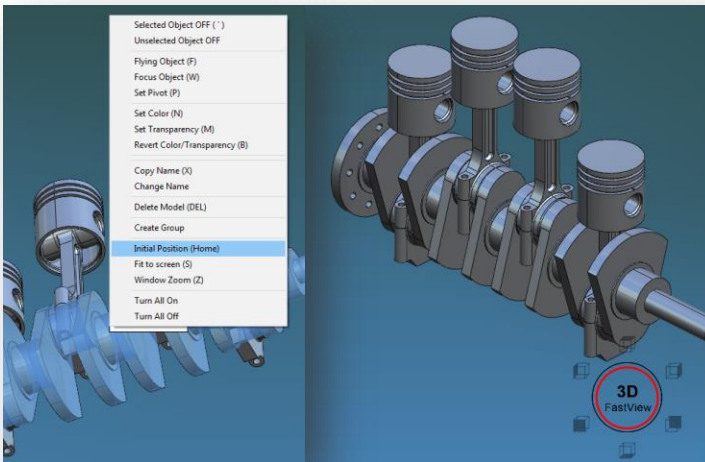 Selected Object OFF ( ` )
Unselected Object OFF
Flying Object (F)
Focus Object (W)
Set Pivot (P)
Set Color (N)
Set Transparency (M)
Revert Color/Transparency (B)
Copy Name (X)
Change Name
Delete Model (DEL)
Create Group
Initial Position (Home)
Fit to screen (S)
Window Zoom (Z)
Turn All On
Turn All Off
3D
FastView